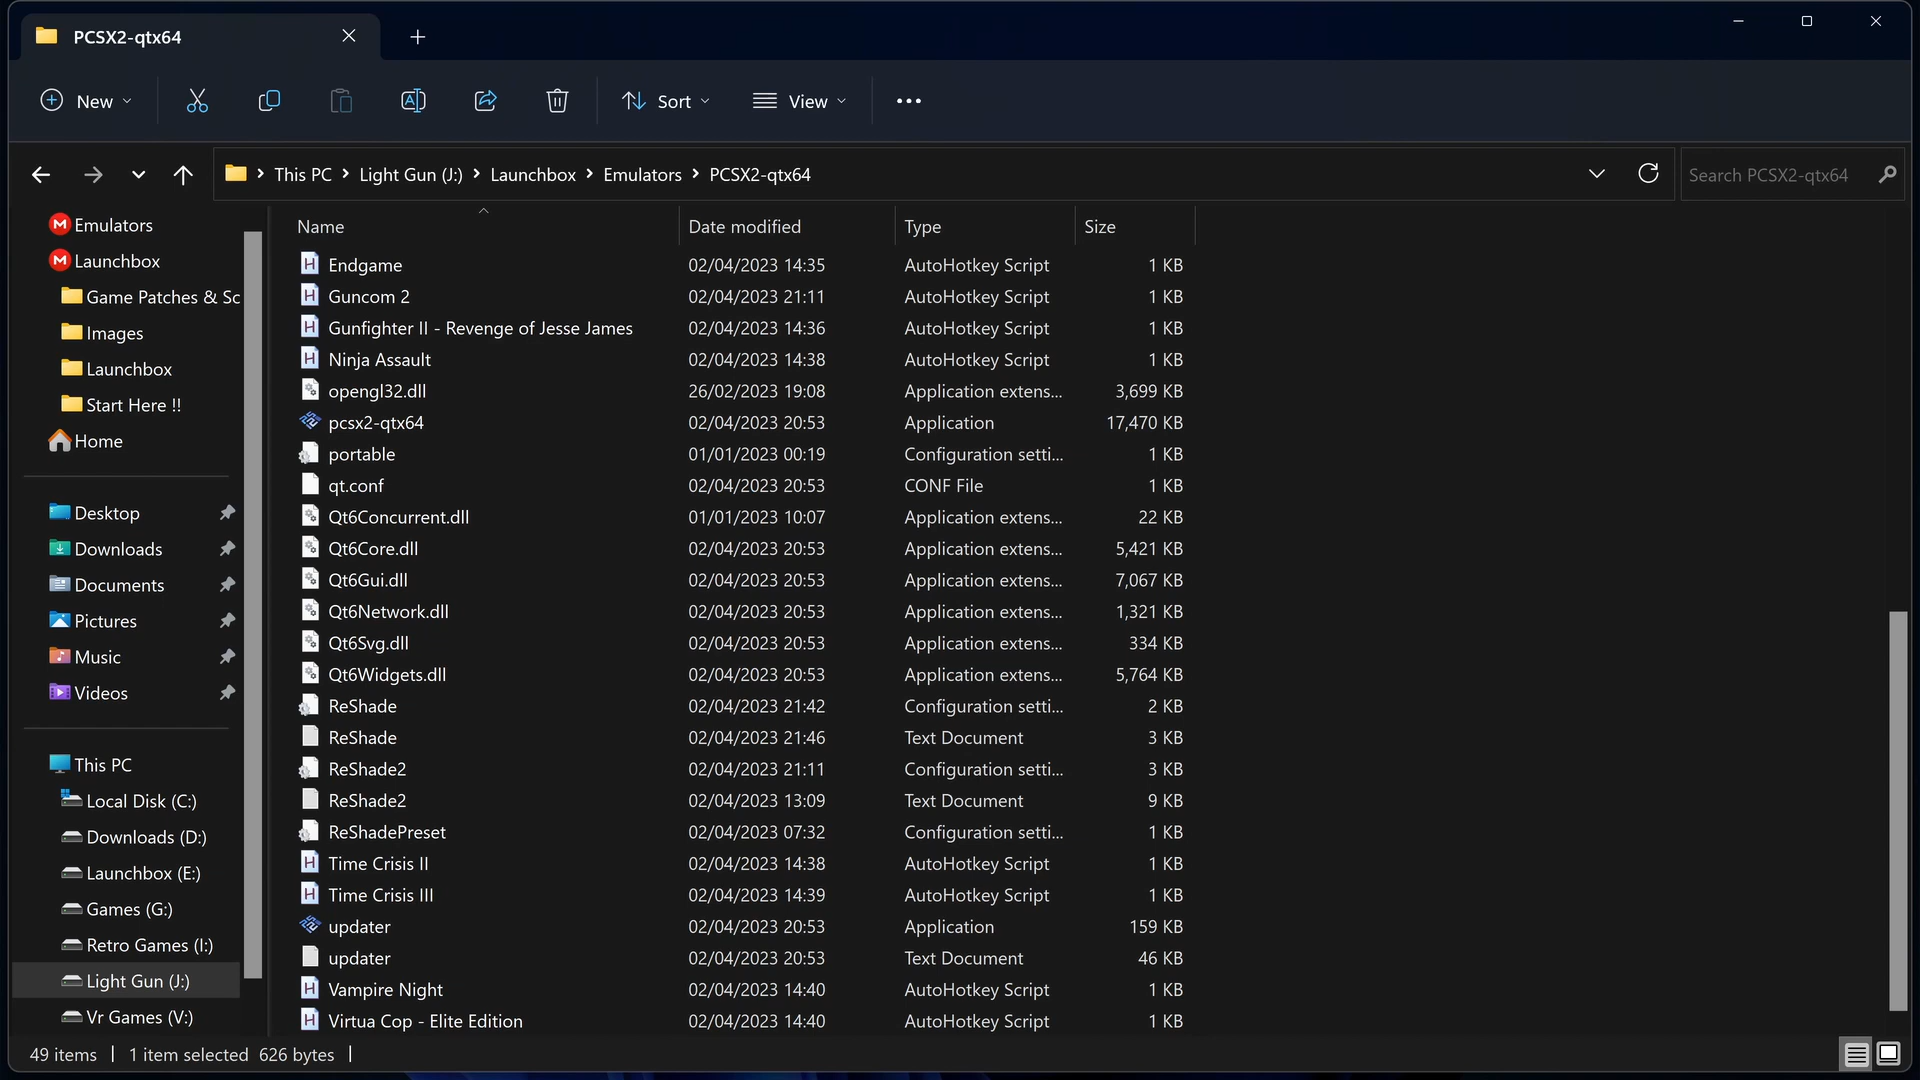 PCSX2-qtx64
New
Sort
View
This PC
Light Gun (J:)
Launchbox
Emulators
PCSX2-qtx64
Search PCSX2-qtx64
Emulators
Launchbox
Game Patches & Sc
Images
Launchbox
Start Here !!
Home
Desktop
Downloads
Documents
Pictures
Music
Videos
This PC
Local Disk (C:)
Downloads (D:)
Launchbox (E:)
Games (G:)
Retro Games (I:)
Light Gun (J:)
Vr Games (V:)
Name Date modified Type Size
Endgame 02/04/2023 14:35 AutoHotkey Script 1 KB
Guncom 2 02/04/2023 21:11 AutoHotkey Script 1 KB
Gunfighter II - Revenge of Jesse James 02/04/2023 14:36 AutoHotkey Script 1 KB
Ninja Assault 02/04/2023 14:38 AutoHotkey Script 1 KB
opengl32.dll 26/02/2023 19:08 Application extens... 3,699 KB
pcsx2-qtx64 02/04/2023 20:53 Application 17,470 KB
portable 01/01/2023 00:19 Configuration setti... 1 KB
qt.conf 02/04/2023 20:53 CONF File 1 KB
Qt6Concurrent.dll 01/01/2023 10:07 Application extens... 22 KB
Qt6Core.dll 02/04/2023 20:53 Application extens... 5,421 KB
Qt6Gui.dll 02/04/2023 20:53 Application extens... 7,067 KB
Qt6Network.dll 02/04/2023 20:53 Application extens... 1,321 KB
Qt6Svg.dll 02/04/2023 20:53 Application extens... 334 KB
Qt6Widgets.dll 02/04/2023 20:53 Application extens... 5,764 KB
ReShade 02/04/2023 21:42 Configuration setti... 2 KB
ReShade 02/04/2023 21:46 Text Document 3 KB
ReShade2 02/04/2023 21:11 Configuration setti... 3 KB
ReShade2 02/04/2023 13:09 Text Document 9 KB
ReShadePreset 02/04/2023 07:32 Configuration setti... 1 KB
Time Crisis II 02/04/2023 14:38 AutoHotkey Script 1 KB
Time Crisis III 02/04/2023 14:39 AutoHotkey Script 1 KB
updater 02/04/2023 20:53 Application 159 KB
updater 02/04/2023 20:53 Text Document 46 KB
Vampire Night 02/04/2023 14:40 AutoHotkey Script 1 KB
Virtua Cop - Elite Edition 02/04/2023 14:40 AutoHotkey Script 1 KB
49 items 1 item selected 626 bytes